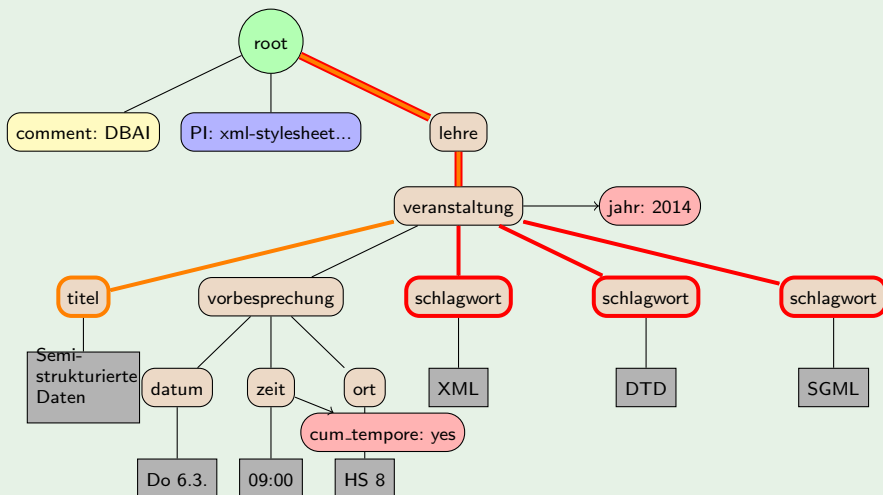 root
comment: DBAI
PI: xml-stylesheet...
lehre
veranstaltung
jahr: 2014
titel
vorbesprechung
schlagwort
schlagwort
schlagwort
Semi-
strukturierte
Daten
datum
zeit
ort
XML
DTD
SGML
cum_tempore: yes
Do 6.3.
09:00
HS 8